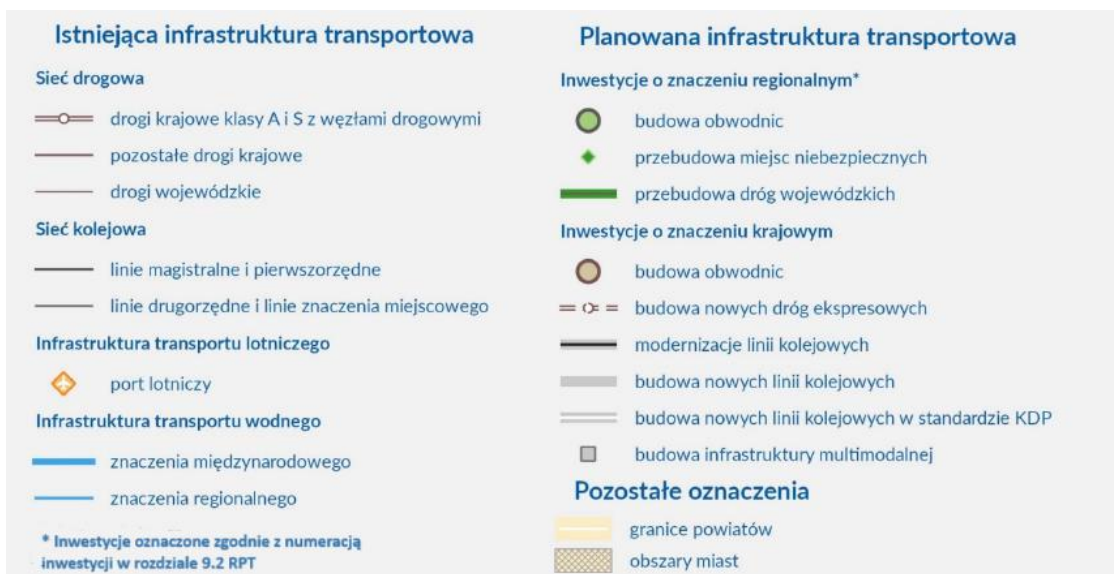 Istniejąca infrastruktura transportowa
Sieć drogowa
drogi krajowe klasy A i S z węzłami drogowymi
pozostałe drogi krajowe
drogi wojewódzkie
Sieć kolejowa
linie magistralne i pierwszorzędne
linie drugorzędne i linie znaczenia miejscowego
Infrastruktura transportu lotniczego
port lotniczy
Infrastruktura transportu wodnego
znaczenia międzynarodowego
znaczenia regionalnego
* Inwestycje oznaczone zgodnie z numeracją
inwestycji w rozdziale 9.2 RPT
Planowana infrastruktura transportowa
Inwestycje o znaczeniu regionalnym*
budowa obwodnic
przebudowa miejsc niebezpiecznych
przebudowa dróg wojewódzkich
Inwestycje o znaczeniu krajowym
budowa obwodnic
budowa nowych dróg ekspresowych
modernizacje linii kolejowych
budowa nowych linii kolejowych
budowa nowych linii kolejowych w standardzie KDP
budowa infrastruktury multimodalnej
Pozostałe oznaczenia
granice powiatów
obszary miast